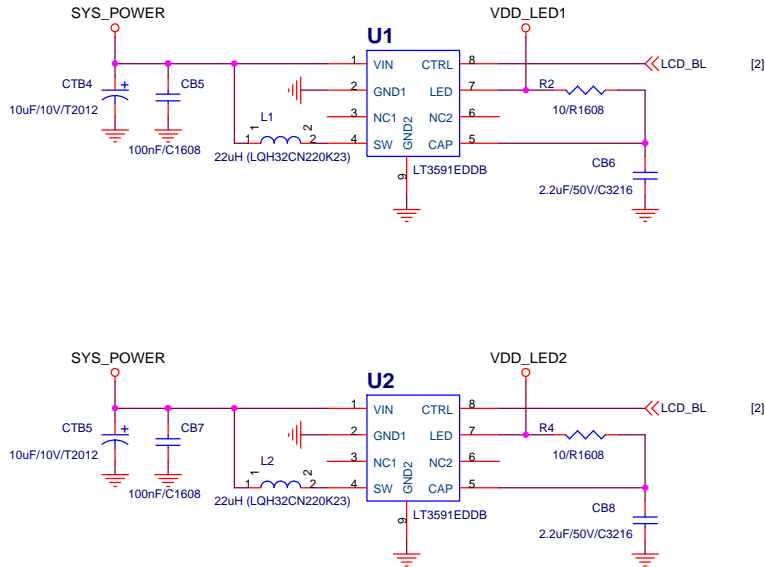 SYS_POWER
VDD_LED1
U1
1 VIN CTRL 8 LCD_BL [2]
CTB4
CB5
2 GND1 LED 7 R2
10uF/10V/T2012
10/R1608
3 NC1 NC2 6
L1
1 1 2 2
4 SW GND2 CAP 5
100nF/C1608
22uH (LQH32CN220K23)
9
LT3591EDDB
CB6
2.2uF/50V/C3216
SYS_POWER
VDD_LED2
U2
1 VIN CTRL 8 LCD_BL [2]
CTB5
CB7
2 GND1 LED 7 R4
10uF/10V/T2012
10/R1608
3 NC1 NC2 6
L2
1 1 2 2
4 SW GND2 CAP 5
100nF/C1608
22uH (LQH32CN220K23)
9
LT3591EDDB
CB8
2.2uF/50V/C3216